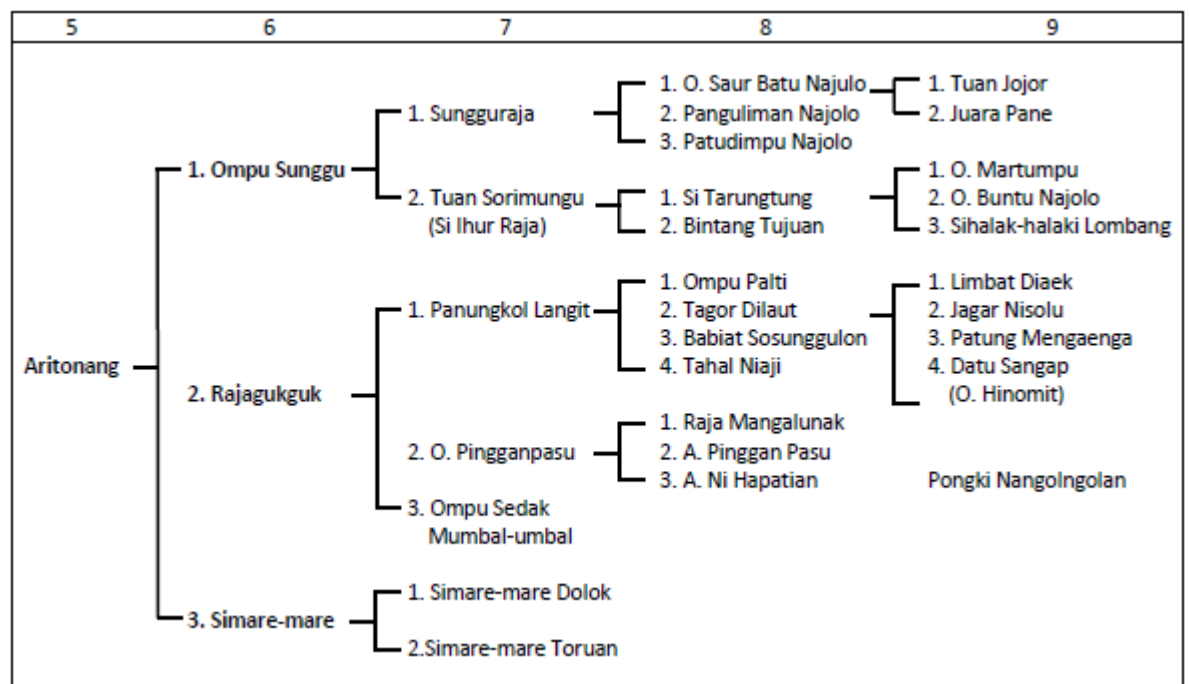 5 6 7 8 9
1. O. Saur Batu Najulo 1. Tuan Jojor
1. Sungguraja 2. Panguliman Najolo 2. Juara Pane
3. Patudimpu Najolo
1. Ompu Sunggu 1. O. Martumpu
2. Tuan Sorimungu 1. Si Tarungtung 2. O. Buntu Najolo
(Si Ihur Raja) 2. Bintang Tujuan 3. Sihalak-halaki Lombang
1. Ompu Palti 1. Limbat Diaek
1. Panungkol Langit 2. Tagor Dilaut 2. Jagar Nisolu
3. Babiat Sosunggulon 3. Patung Mengaenga
Aritonang 4. Tahal Niaji 4. Datu Sangap
2. Rajagukguk (O. Hinomit)
1. Raja Mangalunak
2. O. Pingganpasu 2. A. Pinggan Pasu
3. A. Ni Hapatian Pongki Nangolngolan
3. Ompu Sedak
Mumbal-umbal
1. Simare-mare Dolok
3. Simare-mare
2.Simare-mare Toruan